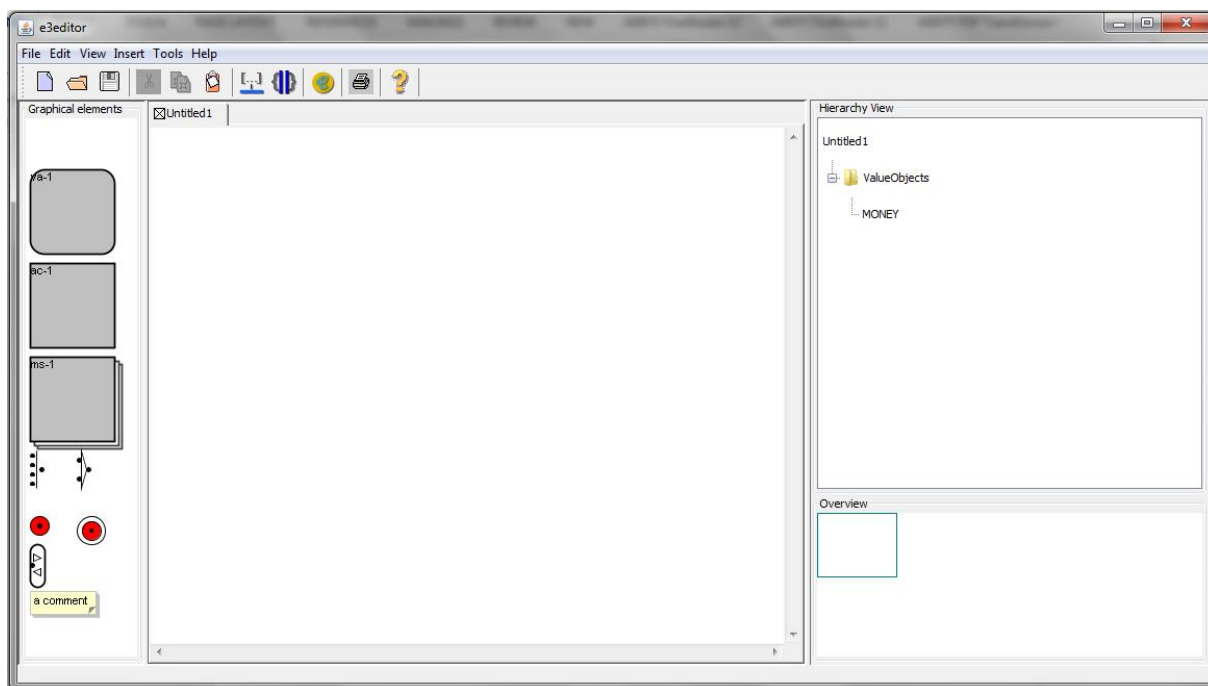 e3editor
File Edit View Insert Tools Help
Graphical elements
Untitled1
Hierarchy View
va-1
Untitled1
ValueObjects
MONEY
ac-1
ms-1
Overview
a comment